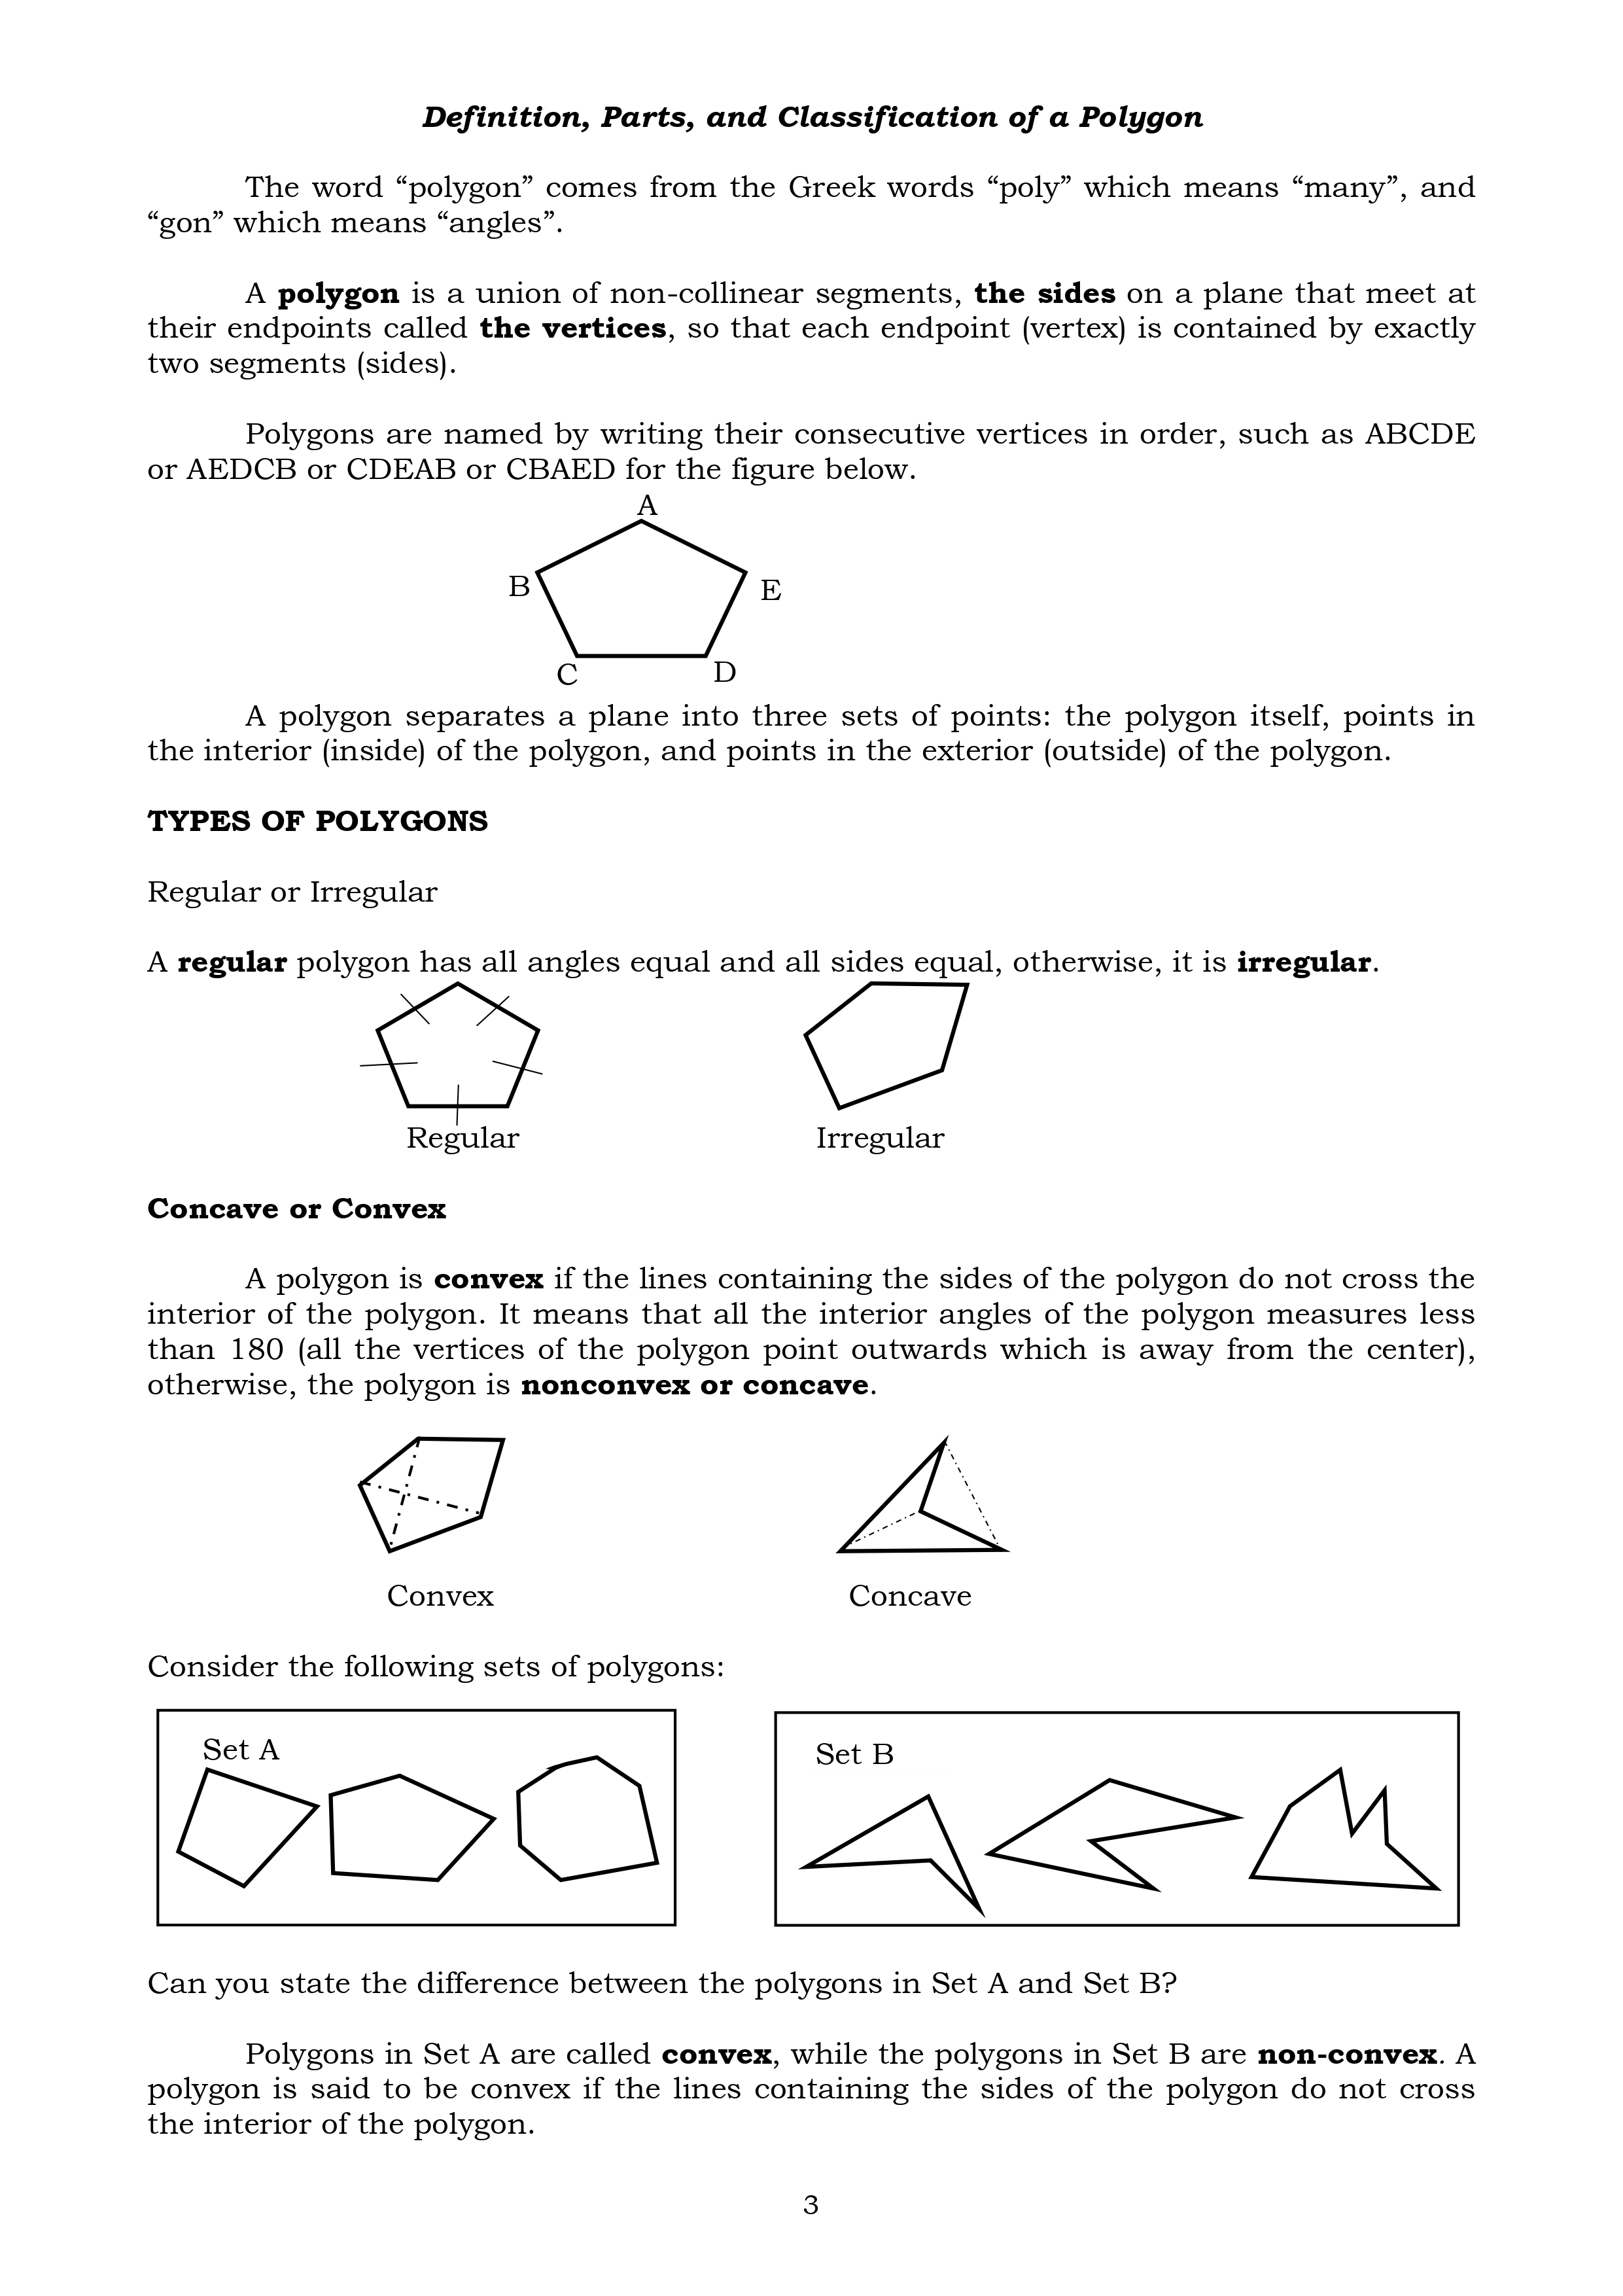 Definition, Parts, and Classification of a Polygon
The word “polygon” comes from the Greek words “poly” which means “many”, and
“gon” which means “angles”.
A polygon is a union of non-collinear segments, the sides on a plane that meet at
their endpoints called the vertices, so that each endpoint (vertex) is contained by exactly
two segments (sides).
Polygons are named by writing their consecutive vertices in order, such as ABCDE
or AEDCB or CDEAB or CBAED for the figure below.
A
B
E
C
D
A polygon separates a plane into three sets of points: the polygon itself, points in
the interior (inside) of the polygon, and points in the exterior (outside) of the polygon.
TYPES OF POLYGONS
Regular or Irregular
A regular polygon has all angles equal and all sides equal, otherwise, it is irregular.
Regular
Irregular
Concave or Convex
A polygon is convex if the lines containing the sides of the polygon do not cross the
interior of the polygon. It means that all the interior angles of the polygon measures less
than 180 (all the vertices of the polygon point outwards which is away from the center),
otherwise, the polygon is nonconvex or concave.
Convex
Concave
Consider the following sets of polygons:
Set A
Set B
Can you state the difference between the polygons in Set A and Set B?
Polygons in Set A are called convex, while the polygons in Set B are non-convex. A
polygon is said to be convex if the lines containing the sides of the polygon do not cross
the interior of the polygon.
3